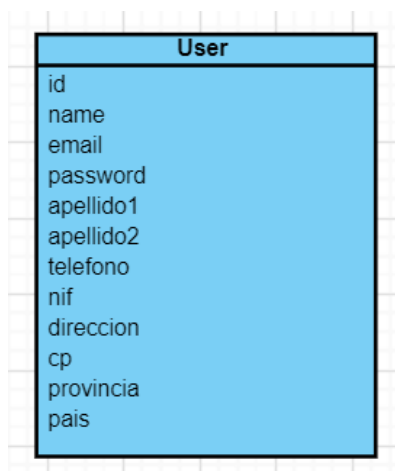 User
id
name
email
password
apellido1
apellido2
telefono
nif
direccion
cp
provincia
pais